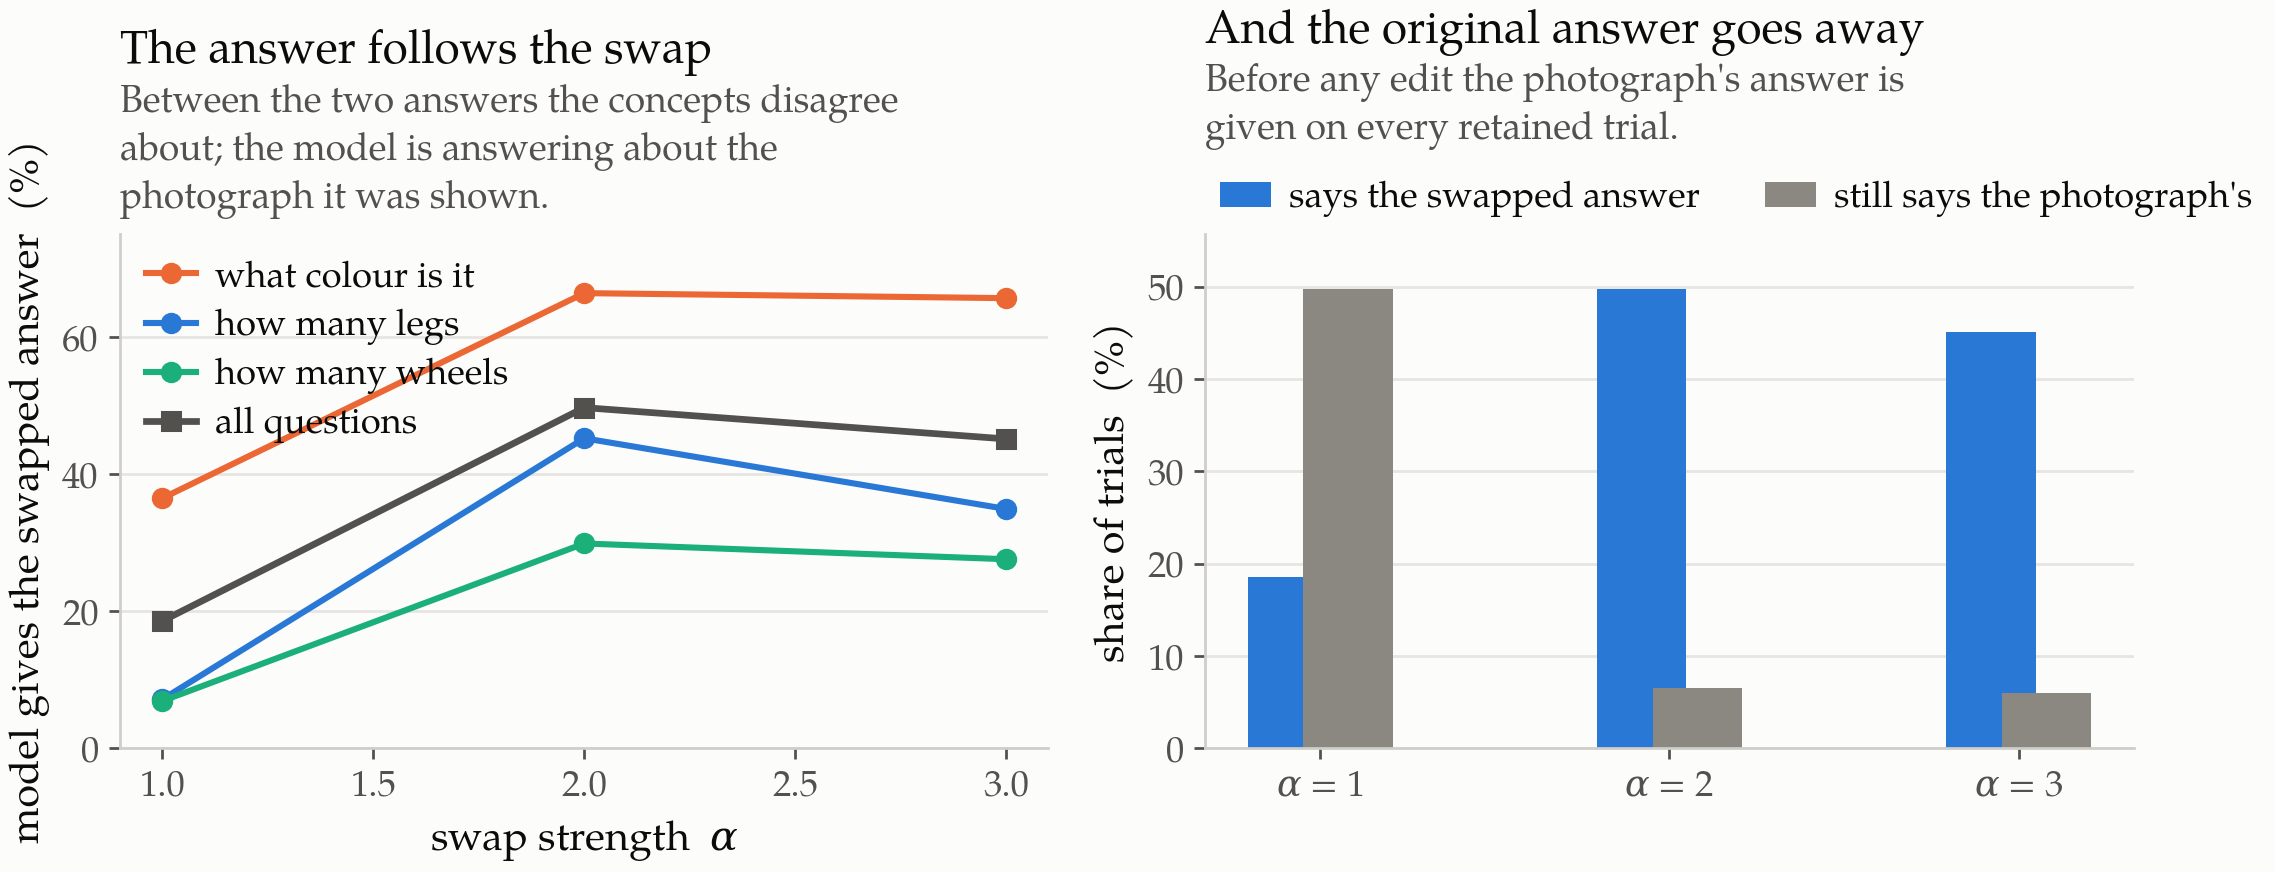 The answer follows the swap
Between the two answers the concepts disagree
about; the model is answering about the
photograph it was shown.
model gives the swapped answer (%)
what colour is it
how many legs
how many wheels
all questions
60
40
20
0
1.0 1.5 2.0 2.5 3.0
swap strength α
And the original answer goes away
Before any edit the photograph's answer is
given on every retained trial.
says the swapped answer still says the photograph's
share of trials (%)
50
40
30
20
10
0
α = 1 α = 2 α = 3